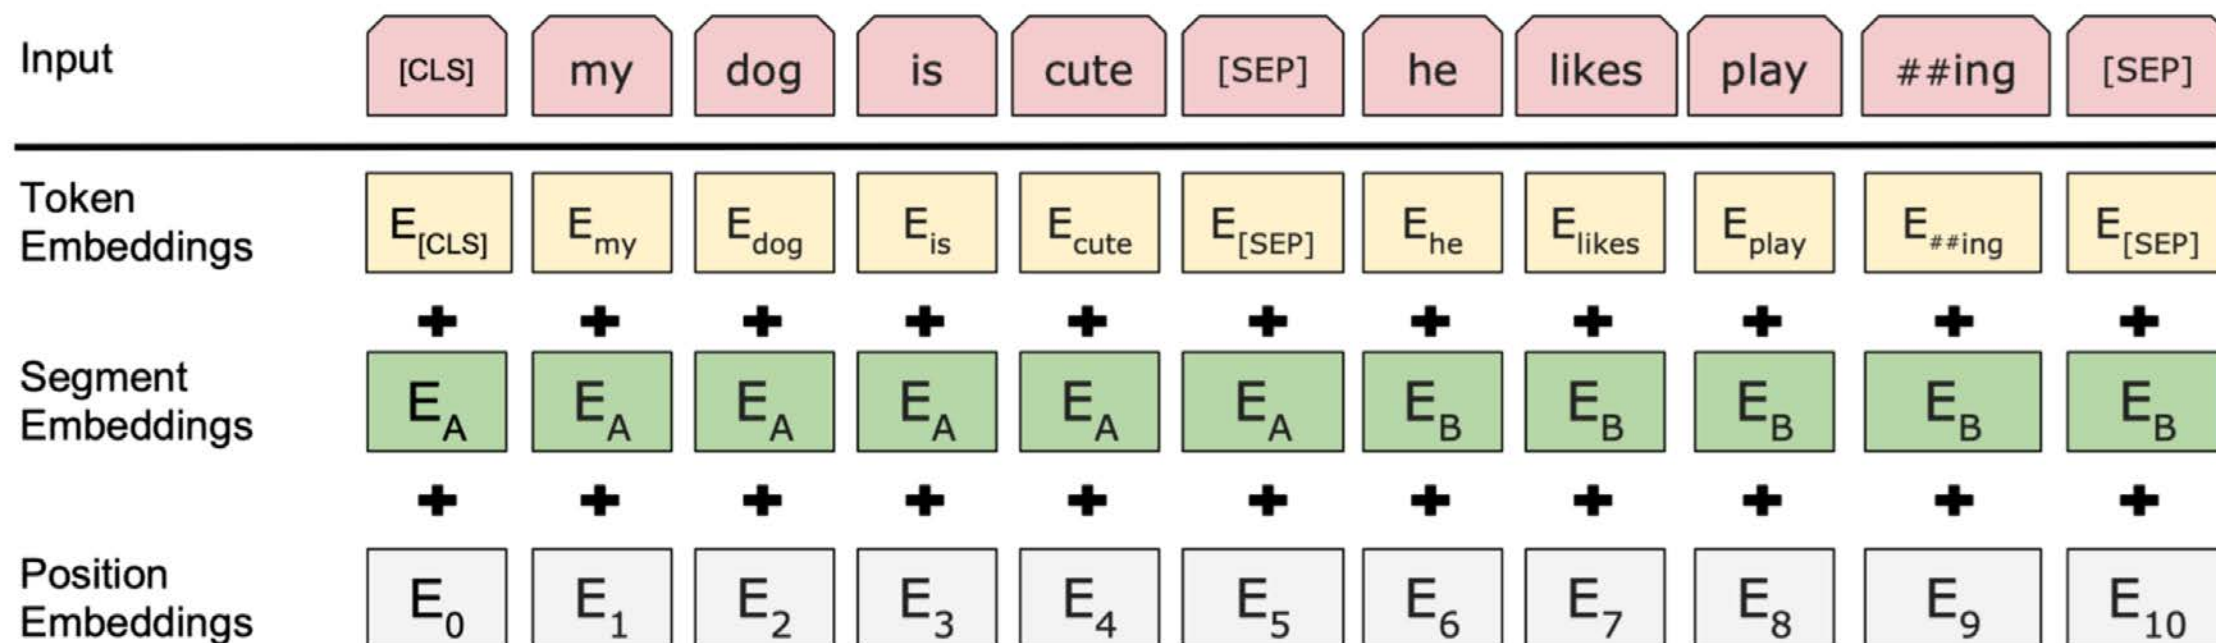 Input [CLS] my dog is cute [SEP] he likes play ##ing [SEP]
Token
Embeddings
E[CLS] Emy Edog Eis Ecute E[SEP] Ehe Elikes Eplay E##ing E[SEP]
+ + + + + + + + + + +
Segment
Embeddings
EA EA EA EA EA EA EB EB EB EB EB
+ + + + + + + + + + +
Position
Embeddings
E0 E1 E2 E3 E4 E5 E6 E7 E8 E9 E10